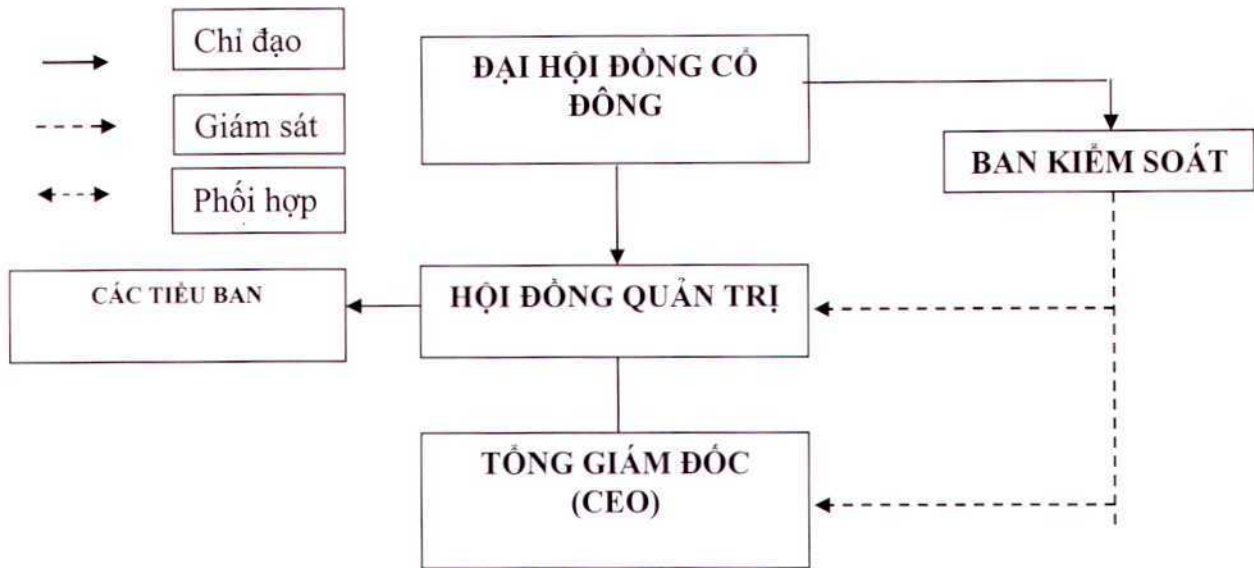 Chỉ đạo
Giám sát
Phối hợp
ĐẠI HỘI ĐỒNG CỔ
ĐÔNG
BAN KIỂM SOÁT
CÁC TIỂU BAN
HỘI ĐỒNG QUẢN TRỊ
TỔNG GIÁM ĐỐC
(CEO)